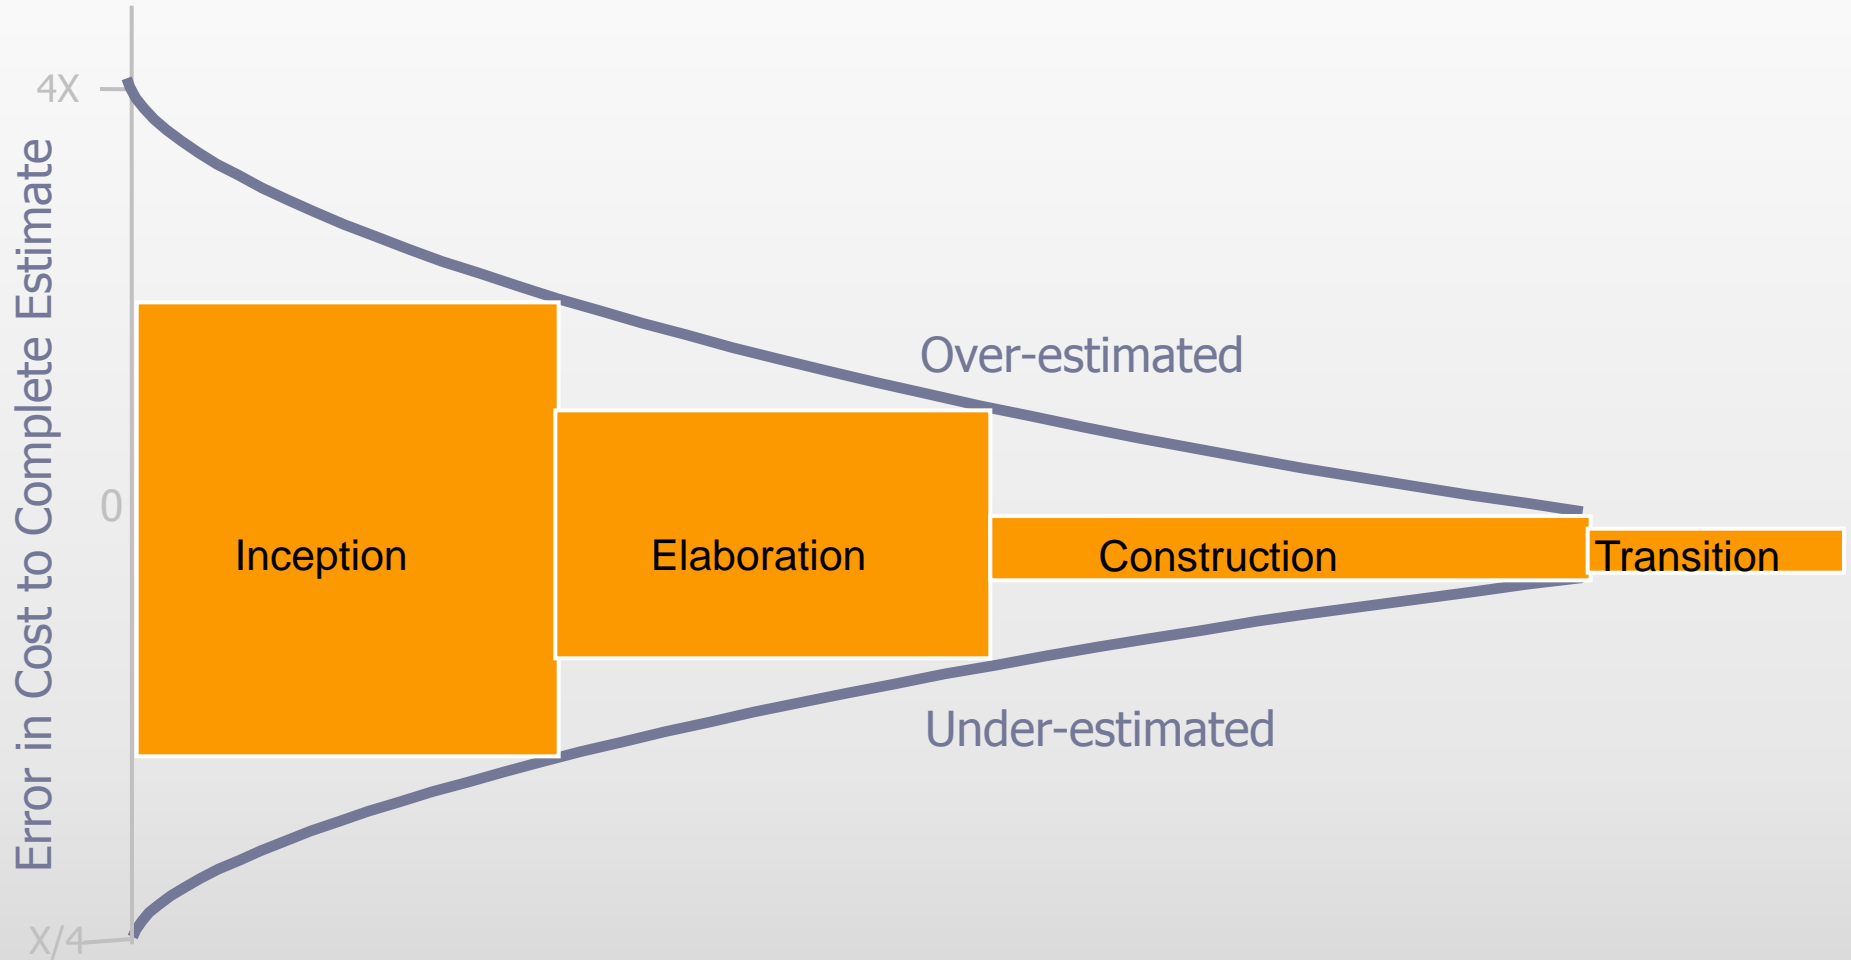 4X
Error in Cost to Complete Estimate
Over-estimated
0
Inception
Elaboration
Construction
Transition
Under-estimated
X/4